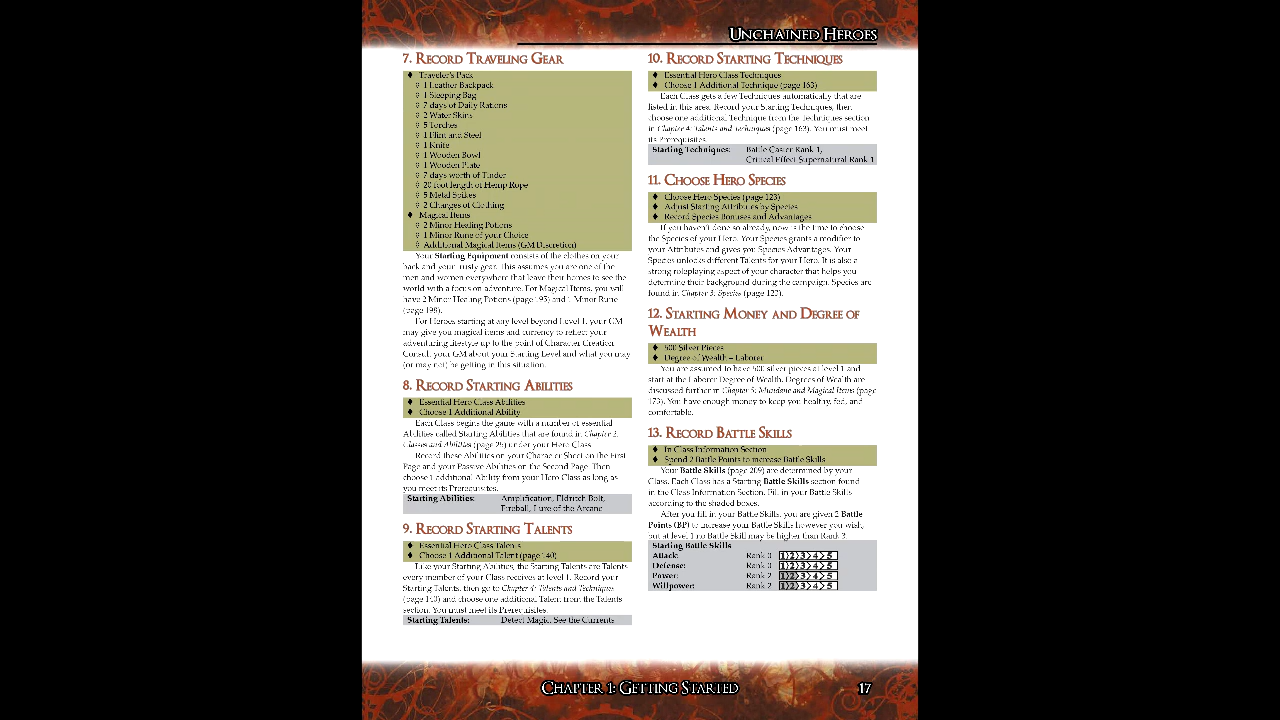 UNCHAINED HEROES
7. RECORD TRAVELING GEAR
♦ Traveler's Pack
◊ 1 Leather Backpack
◊ 1 Sleeping Bag
◊ 7 days of Daily Rations
◊ 2 Water Skins
◊ 5 Torches
◊ 1 Flint and Steel
◊ 1 Knife
◊ 1 Wooden Bowl
◊ 1 Wooden Plate
◊ 7 days worth of Tinder
◊ 20 foot length of Hemp Rope
◊ 5 Metal Spikes
◊ 2 Changes of Clothing
♦ Magical Items
◊ 2 Minor Healing Potions
◊ 1 Minor Rune of your Choice
◊ Additional Magical Items (GM Discretion)
Your Starting Equipment consists of the clothes on your
back and your trusty gear. This assumes you are one of the
men and women everywhere that leave their homes to see the
world with a focus on adventure. For Magical Items, you will
have 2 Minor Healing Potions (page 193) and 1 Minor Rune
(page 198).
For Heroes starting at any level beyond Level 1, your GM
may give you magical items and currency to reflect your
adventuring lifestyle up to the point of Character Creation.
Consult your GM about your Starting Level and what you may
(or may not) be getting in this situation.
8. RECORD STARTING ABILITIES
♦ Essential Hero Class Abilities
♦ Choose 1 Additional Ability
Each Class begins the game with a number of essential
Abilities called Starting Abilities that are found in Chapter 2:
Classes and Abilities (page 26) under your Hero Class.
Record these Abilities on your Character Sheet on the First
Page and your Passive Abilities on the Second Page. Then
choose 1 additional Ability from your Hero Class as long as
you meet its Prerequisites.
Starting Abilities: Amplification, Eldritch Bolt,
Fireball, Lure of the Arcane
9. RECORD STARTING TALENTS
♦ Essential Hero Class Talents
♦ Choose 1 Additional Talent (page 140)
Like your Starting Abilities, the Starting Talents are Talents
every member of your Class receives at level 1. Record your
Starting Talents, then go to Chapter 4: Talents and Techniques
(page 140) and choose one additional Talent from the Talents
section. You must meet its Prerequisites.
Starting Talents: Detect Magic, See the Currents
10. RECORD STARTING TECHNIQUES
♦ Essential Hero Class Techniques
♦ Choose 1 Additional Technique (page 163)
Each Class gets a few Techniques automatically that are
listed in this area. Record your Starting Techniques, then
choose one additional Technique from the Techniques section
in Chapter 4: Talents and Techniques (page 163). You must meet
its Prerequisites.
Starting Techniques: Battle Caster Rank 1,
Critical Effect Supernatural Rank 1
11. CHOOSE HERO SPECIES
♦ Choose Hero Species (page 123)
♦ Adjust Starting Attributes by Species
♦ Record Species Bonuses and Advantages
If you haven't done so already, now is the time to choose
the Species of your Hero. Your Species grants a modifier to
your Attributes and gives you Species Advantages. Your
Species unlocks different Talents for your Hero. It is also a
strong roleplaying aspect of your character that helps you
determine their background during the campaign. Species are
found in Chapter 3: Species (page 123).
12. STARTING MONEY AND DEGREE OF
WEALTH
♦ 500 Silver Pieces
♦ Degree of Wealth – Laborer
You are assumed to have 500 silver pieces at level 1 and
start at the Laborer Degree of Wealth. Degrees of Wealth are
discussed further in Chapter 5: Mundane and Magical Items (page
173). You have enough money to keep you healthy, fed, and
comfortable.
13. RECORD BATTLE SKILLS
♦ In Class Information Section
♦ Spend 2 Battle Points to increase Battle Skills
Your Battle Skills (page 209) are determined by your
Class. Each Class has a Starting Battle Skills section found
in the Class Information Section. Fill in your Battle Skills
according to the shaded boxes.
After you fill in your Battle Skills, you are given 2 Battle
Points (BP) to increase your Battle Skills however you wish,
but at level 1 no Battle Skill may be higher than Rank 3.
Starting Battle Skills
Attack: Rank 0 1 2 3 4 5
Defense: Rank 0 1 2 3 4 5
Power: Rank 2 1 2 3 4 5
Willpower: Rank 2 1 2 3 4 5
CHAPTER 1: GETTING STARTED 17